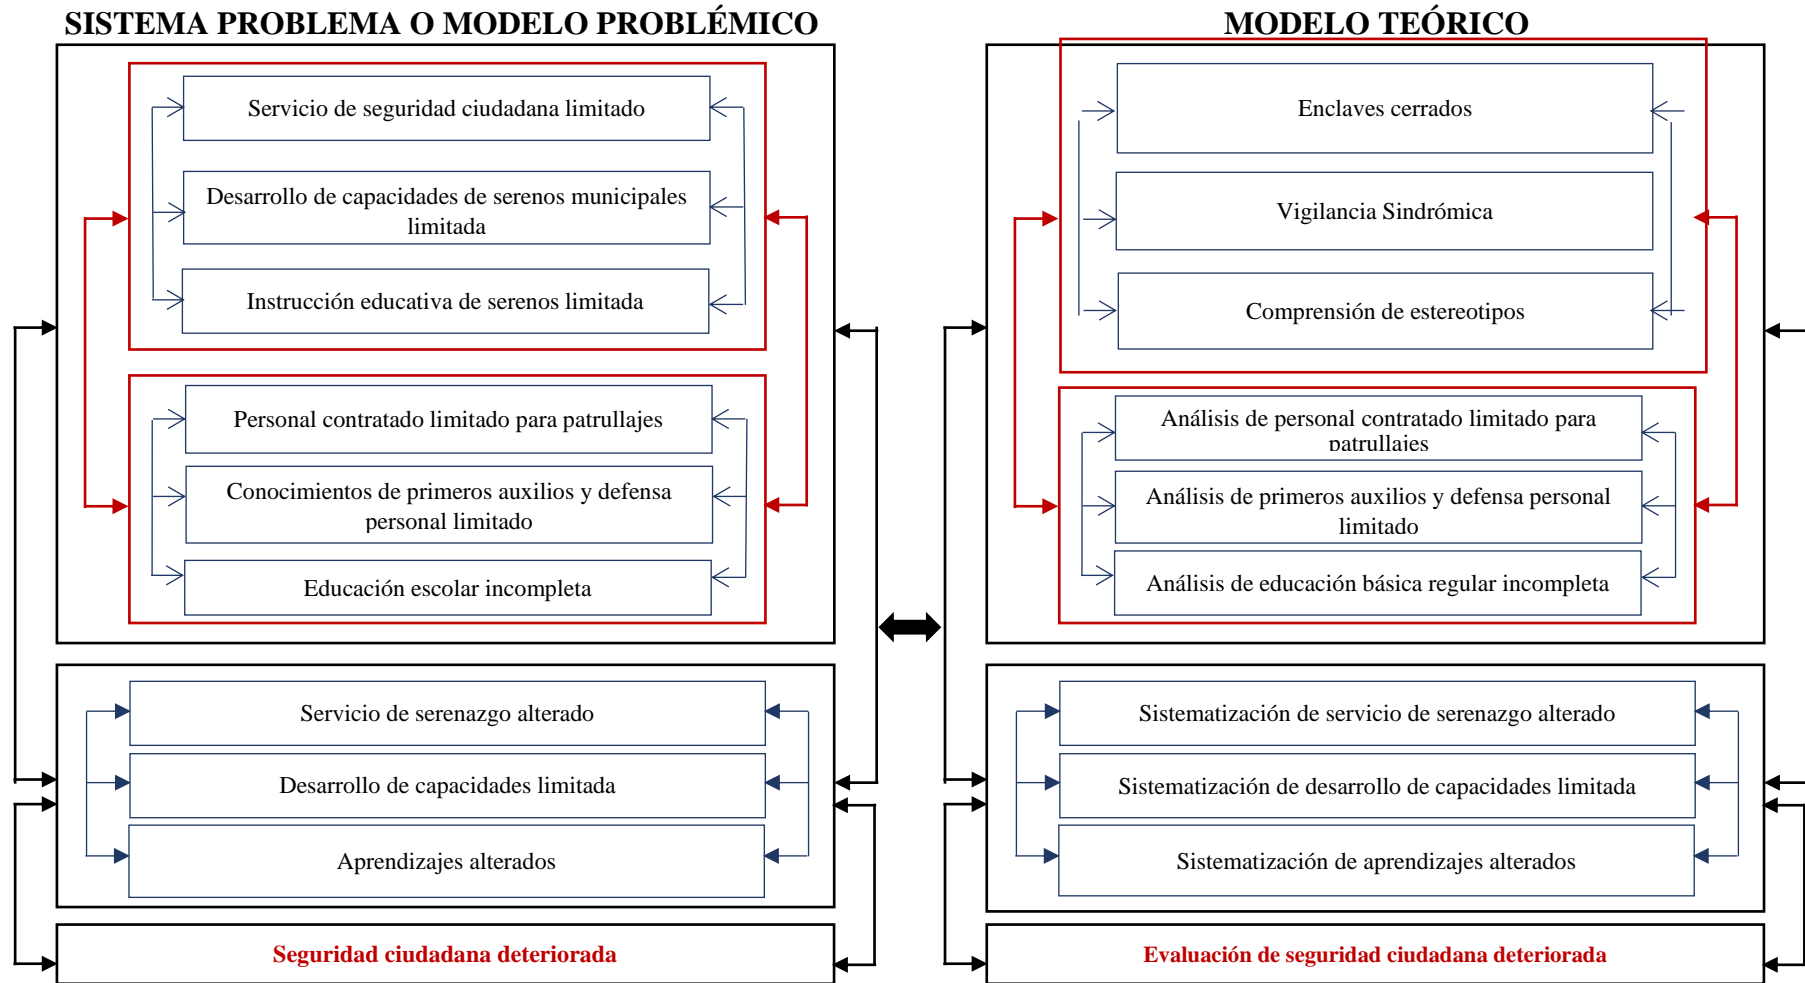 SISTEMA PROBLEMA O MODELO PROBLÉMICO
Servicio de seguridad ciudadana limitado
Desarrollo de capacidades de serenos municipales
limitada
Instrucción educativa de serenos limitada
Personal contratado limitado para patrullajes
Conocimientos de primeros auxilios y defensa
personal limitado
Educación escolar incompleta
Servicio de serenazgo alterado
Desarrollo de capacidades limitada
Aprendizajes alterados
Seguridad ciudadana deteriorada
MODELO TEÓRICO
Enclaves cerrados
Vigilancia Sindrómica
Comprensión de estereotipos
Análisis de personal contratado limitado para
patrullajes
Análisis de primeros auxilios y defensa personal
limitado
Análisis de educación básica regular incompleta
Sistematización de servicio de serenazgo alterado
Sistematización de desarrollo de capacidades limitada
Sistematización de aprendizajes alterados
Evaluación de seguridad ciudadana deteriorada